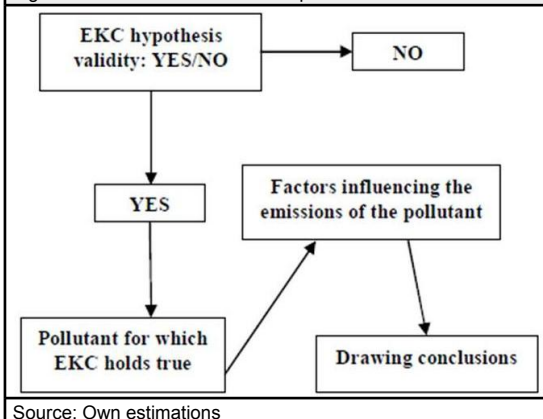 EKC hypothesis
validity: YES/NO
NO
YES
Factors influencing the
emissions of the pollutant
Pollutant for which
EKC holds true
Drawing conclusions
Source: Own estimations